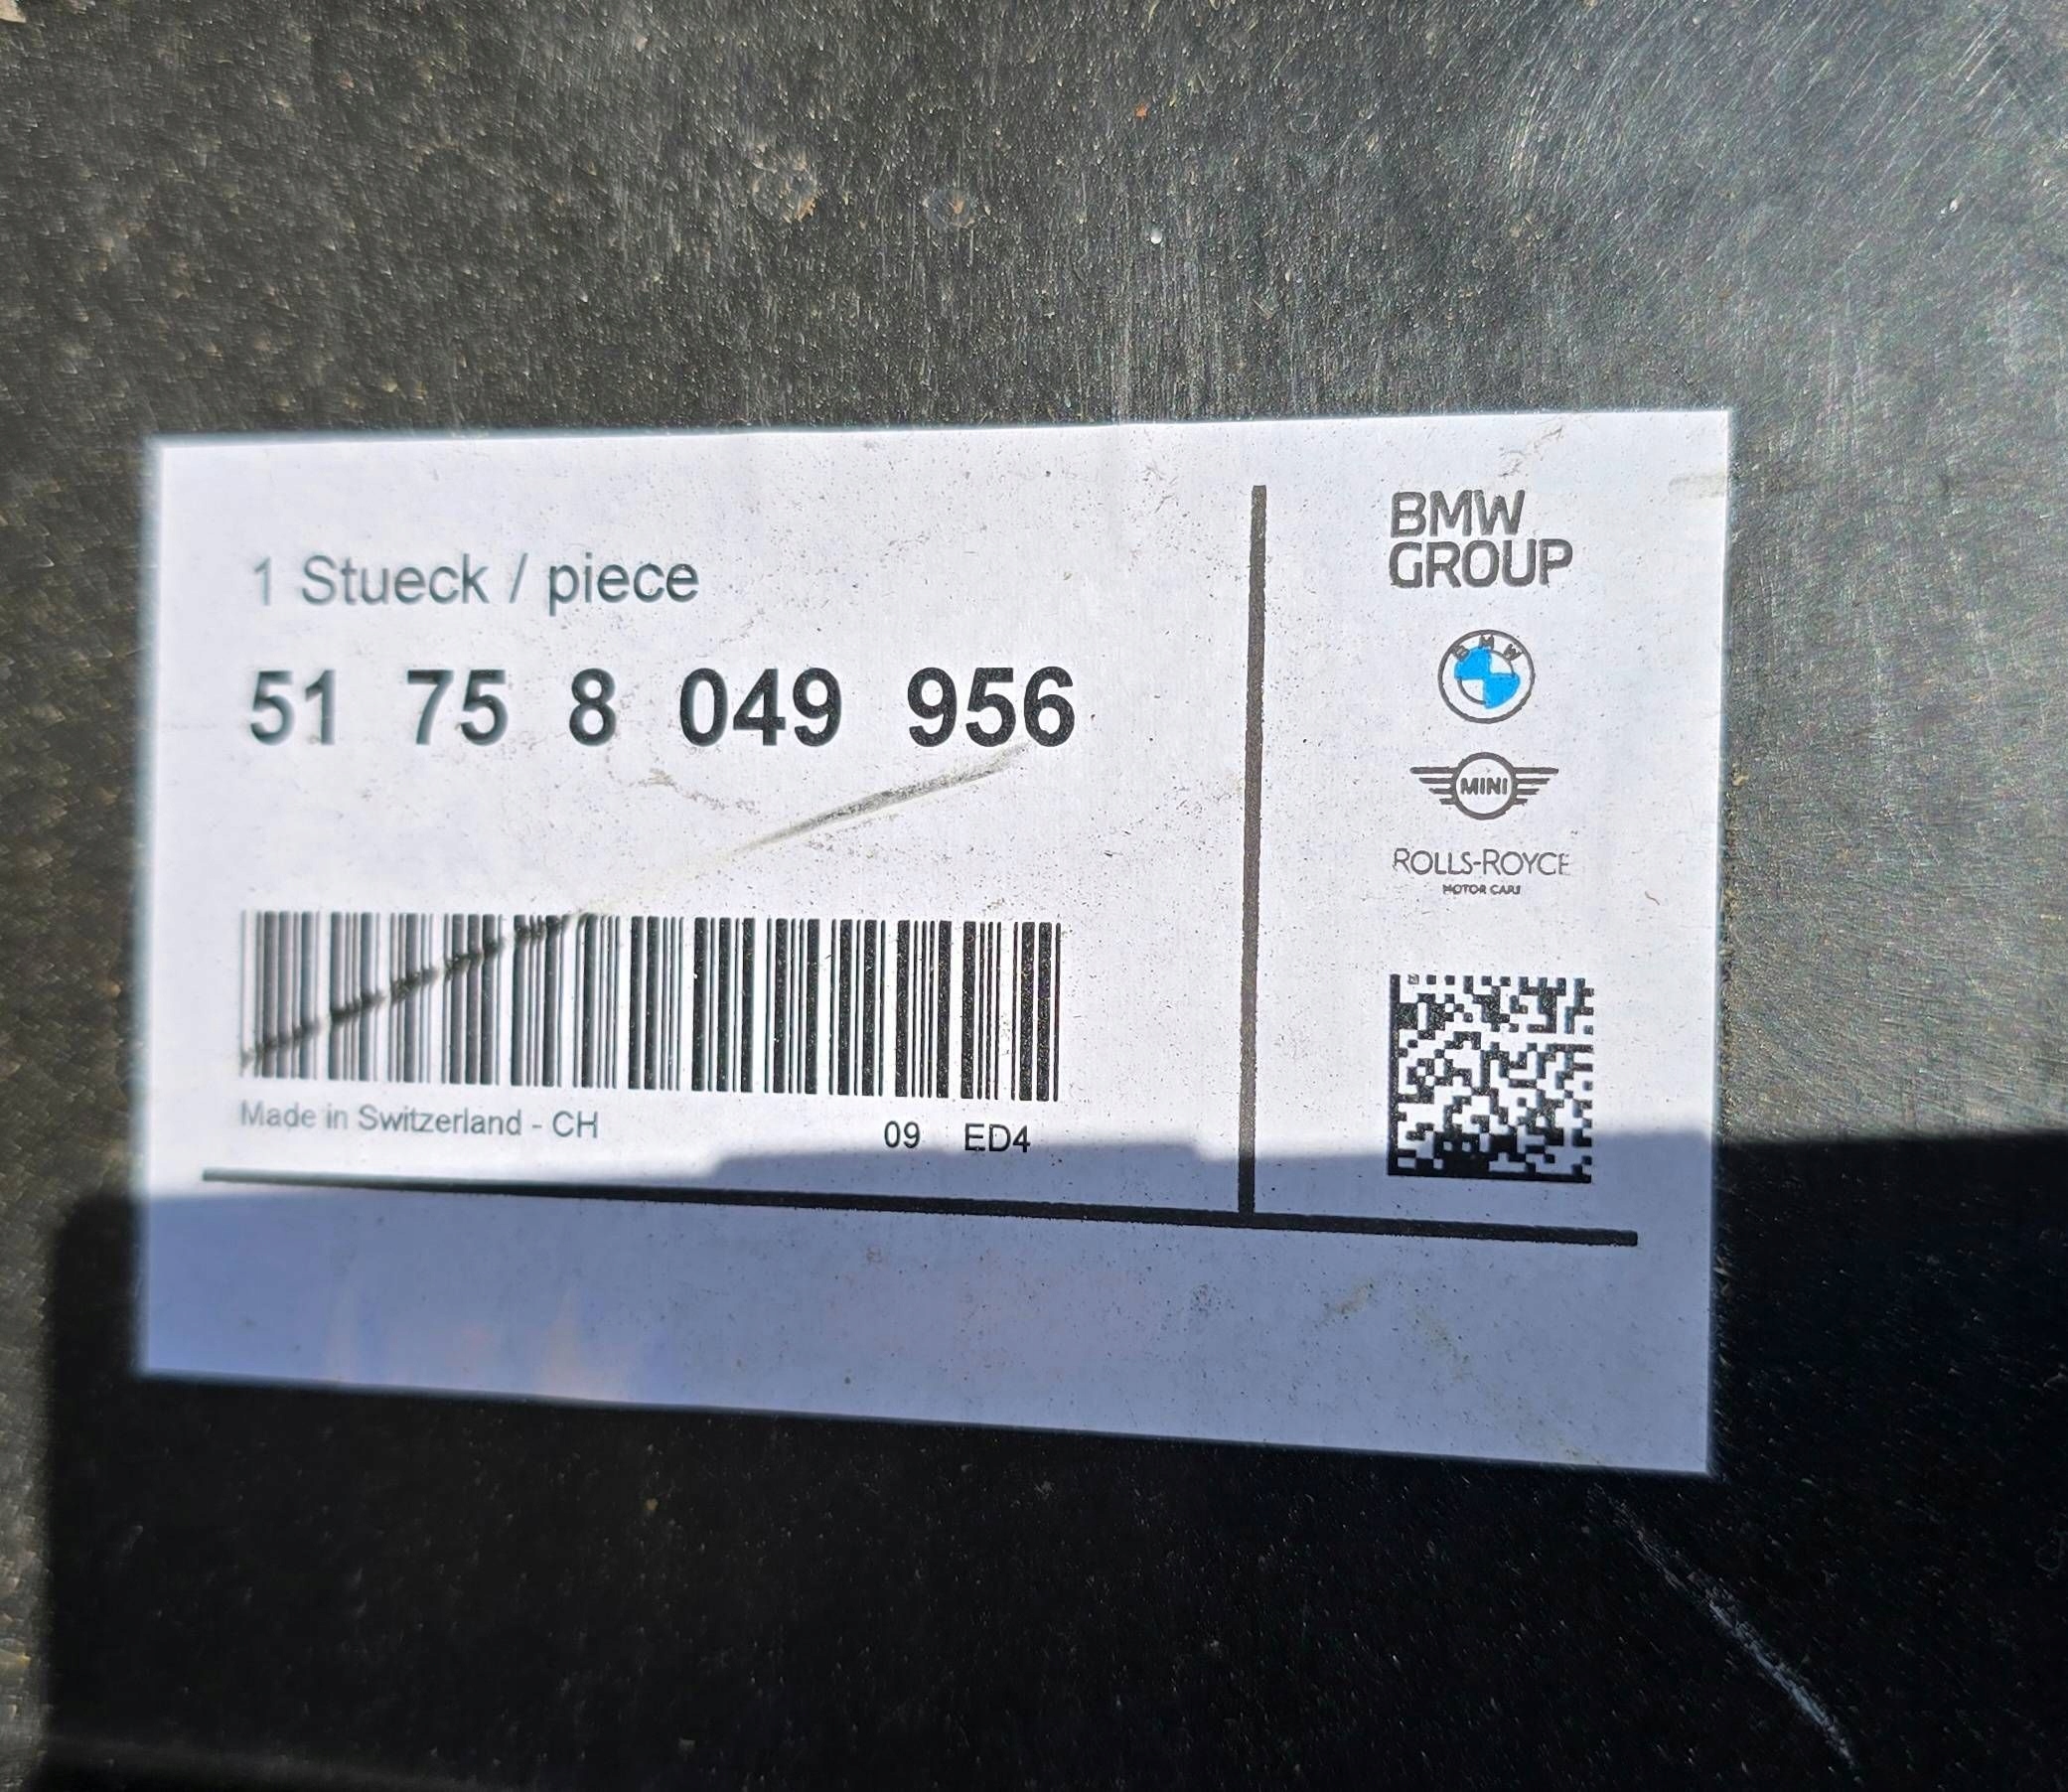 1 Stueck / piece
51 75 8 049 956
Made in Switzerland - CH
09 ED4
BMW
GROUP
BMW
MINI
ROLLS-ROYCE
MOTOR CARS